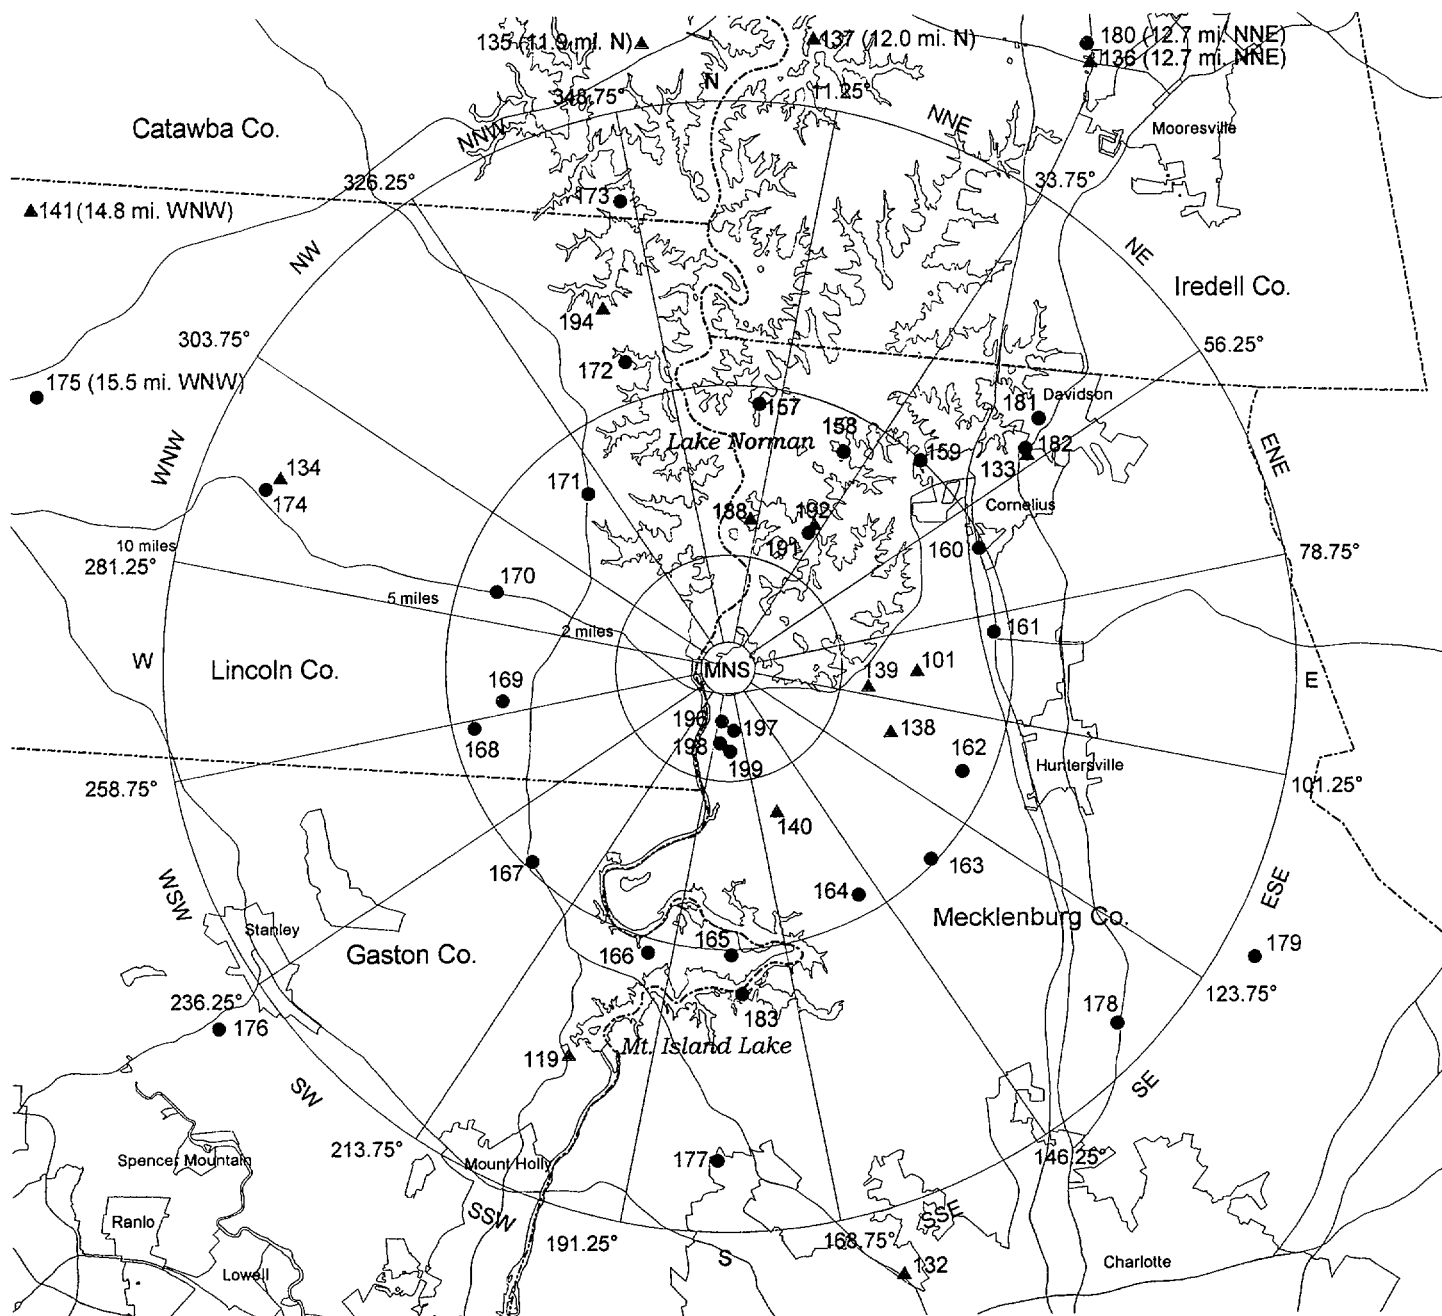 135 (11.9 mi. N)
137 (12.0 mi. N)
180 (12.7 mi. NNE)
136 (12.7 mi. NNE)
N
348.75°
11.25°
Catawba Co.
NNW
NNE
Mooresville
326.25°
33.75°
173
141 (14.8 mi. WNW)
NW
NE
Iredell Co.
194
303.75°
56.25°
172
175 (15.5 mi. WNW)
157
181
Davidson
158
Lake Norman
182
159
133
WNW
ENE
134
171
174
188
192
Cornelius
191
160
10 miles
281.25°
78.75°
170
5 miles
2 miles
161
W
Lincoln Co.
MNS
139
101
E
169
196
197
138
168
198
199
162
Huntersville
258.75°
101.25°
140
167
163
164
WSW
ESE
Stanley
Mecklenburg Co.
Gaston Co.
166
165
179
236.25°
123.75°
176
183
178
119
Mt. Island Lake
SW
SE
213.75°
146.25°
Spencer Mountain
Mount Holly
177
Ranlo
SSW
SSE
191.25°
168.75°
S
Lowell
132
Charlotte